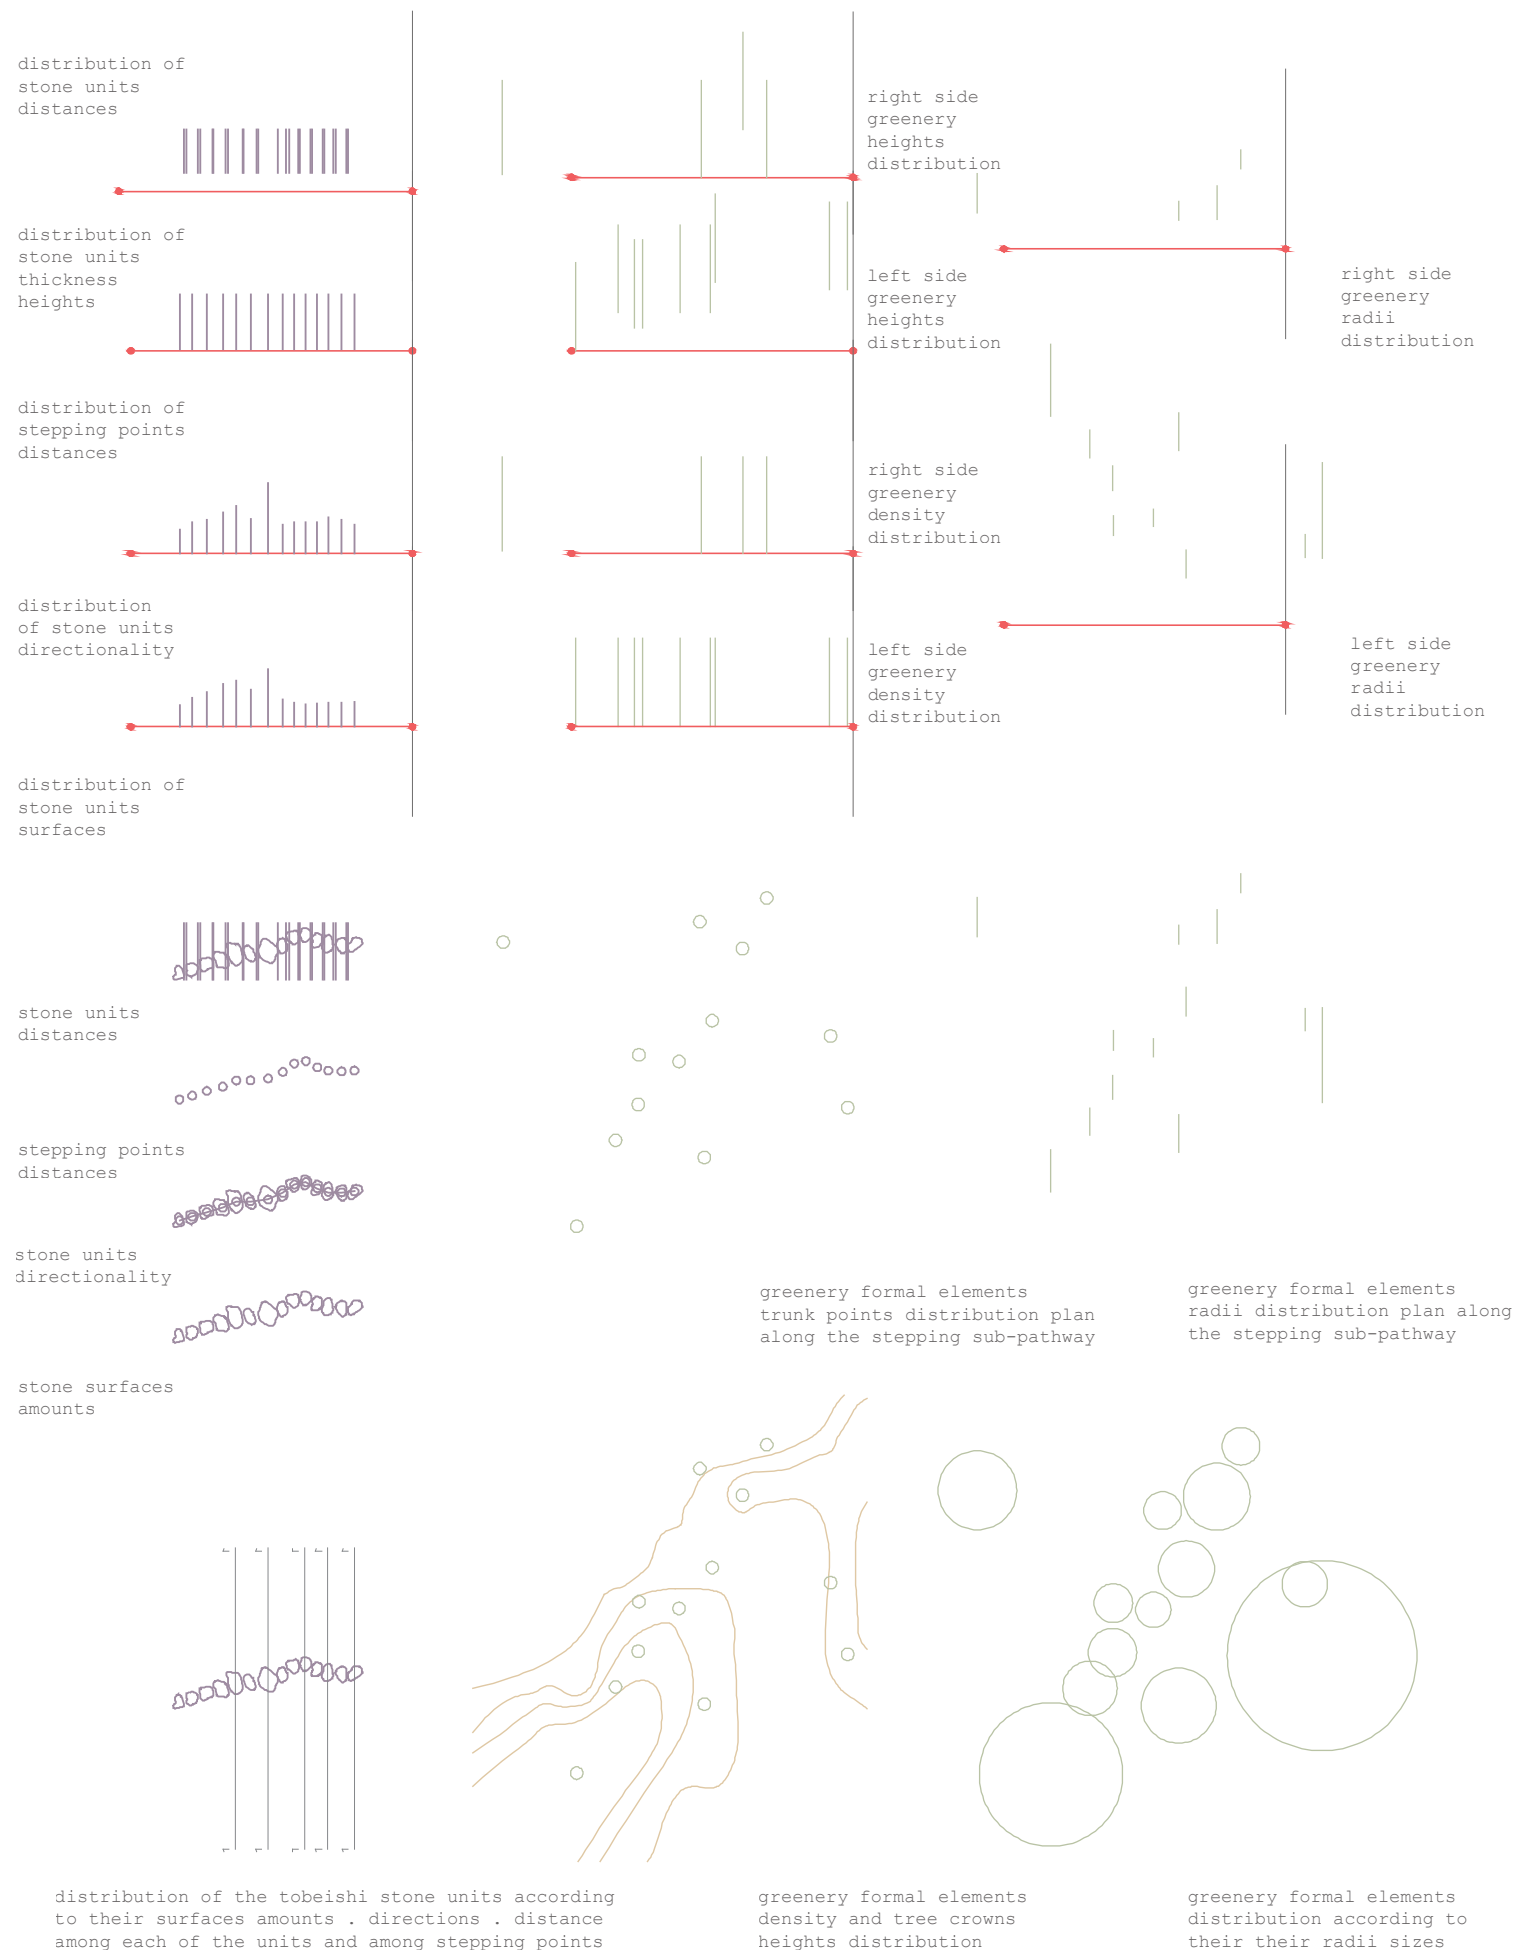 distribution of
stone units
distances
distribution of
stone units
thickness
heights
distribution of
stepping points
distances
distribution
of stone units
directionality
distribution of
stone units
surfaces
right side
greenery
heights
distribution
left side
greenery
heights
distribution
right side
greenery
density
distribution
left side
greenery
density
distribution
right side
greenery
radii
distribution
left side
greenery
radii
distribution
stone units
distances
stepping points
distances
stone units
directionality
stone surfaces
amounts
greenery formal elements
trunk points distribution plan
along the stepping sub-pathway
greenery formal elements
radii distribution plan along
the stepping sub-pathway
distribution of the tobeishi stone units according
to their surfaces amounts . directions . distance
among each of the units and among stepping points
greenery formal elements
density and tree crowns
heights distribution
greenery formal elements
distribution according to
their their radii sizes